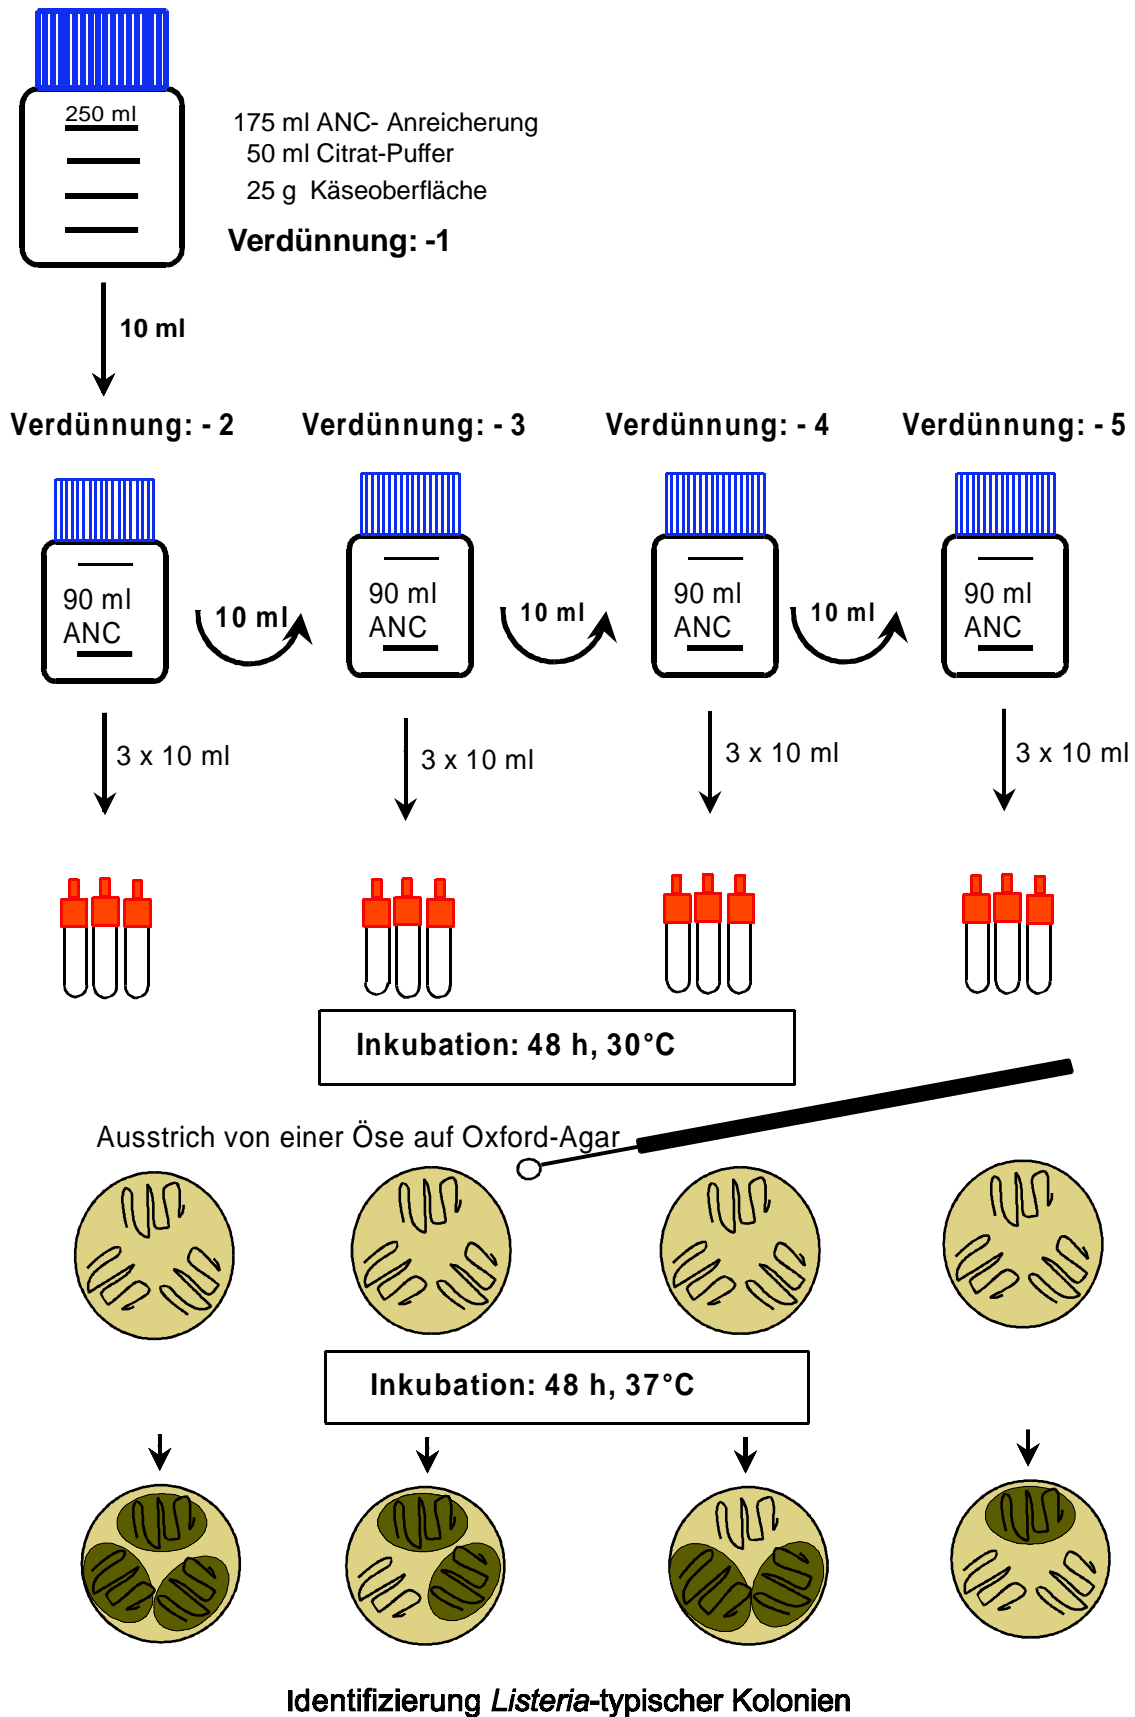 250 ml
175 ml ANC- Anreicherung
50 ml Citrat-Puffer
25 g Käseoberfläche
Verdünnung: -1
10 ml
Verdünnung: - 2 Verdünnung: - 3 Verdünnung: - 4 Verdünnung: - 5
90 ml
ANC
10 ml
90 ml
ANC
10 ml
90 ml
ANC
10 ml
90 ml
ANC
3 x 10 ml 3 x 10 ml 3 x 10 ml 3 x 10 ml
Inkubation: 48 h, 30°C
Ausstrich von einer Öse auf Oxford-Agar
Inkubation: 48 h, 37°C
Identifizierung Listeria-typischer Kolonien